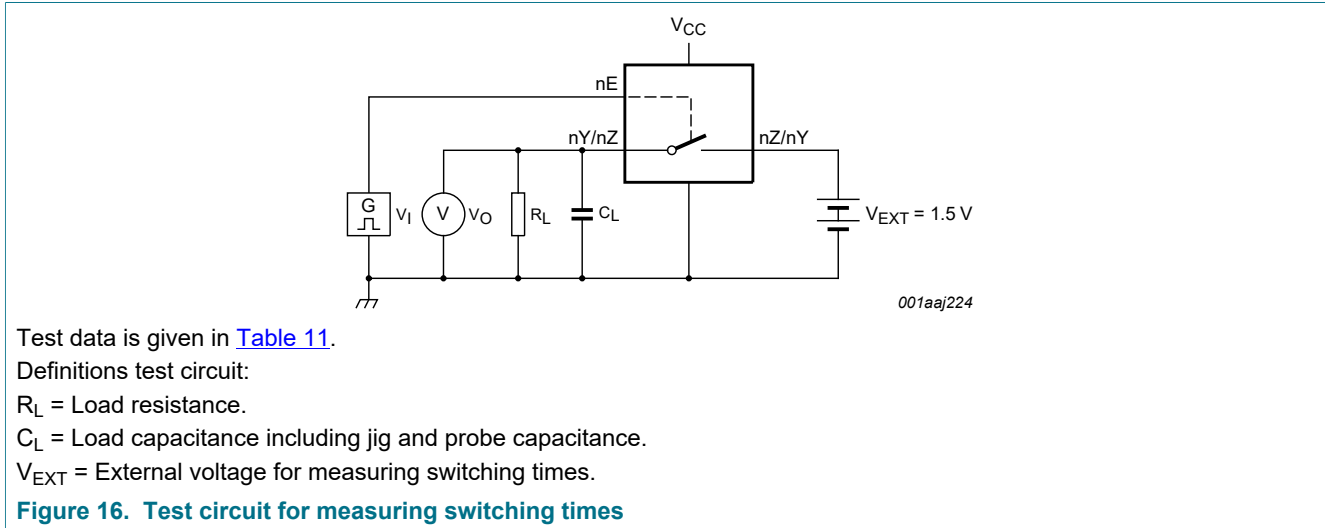 VCC
nE
nY/nZ
nZ/nY
G
VI
V
VO
RL
CL
VEXT = 1.5 V
001aaj224
Test data is given in Table 11.
Definitions test circuit:
RL = Load resistance.
CL = Load capacitance including jig and probe capacitance.
VEXT = External voltage for measuring switching times.
Figure 16. Test circuit for measuring switching times